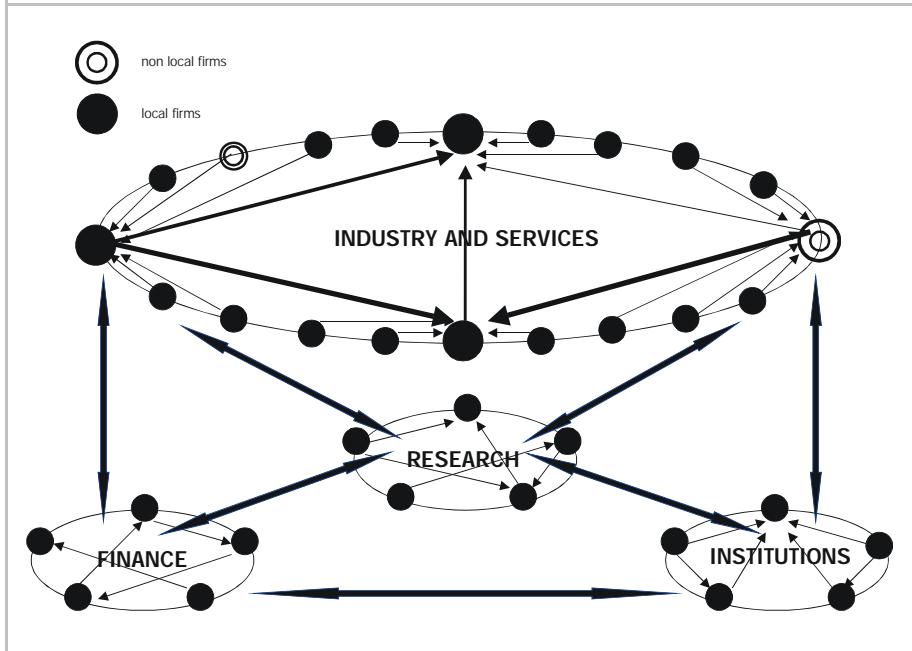 non local firms
local firms
INDUSTRY AND SERVICES
RESEARCH
FINANCE
INSTITUTIONS